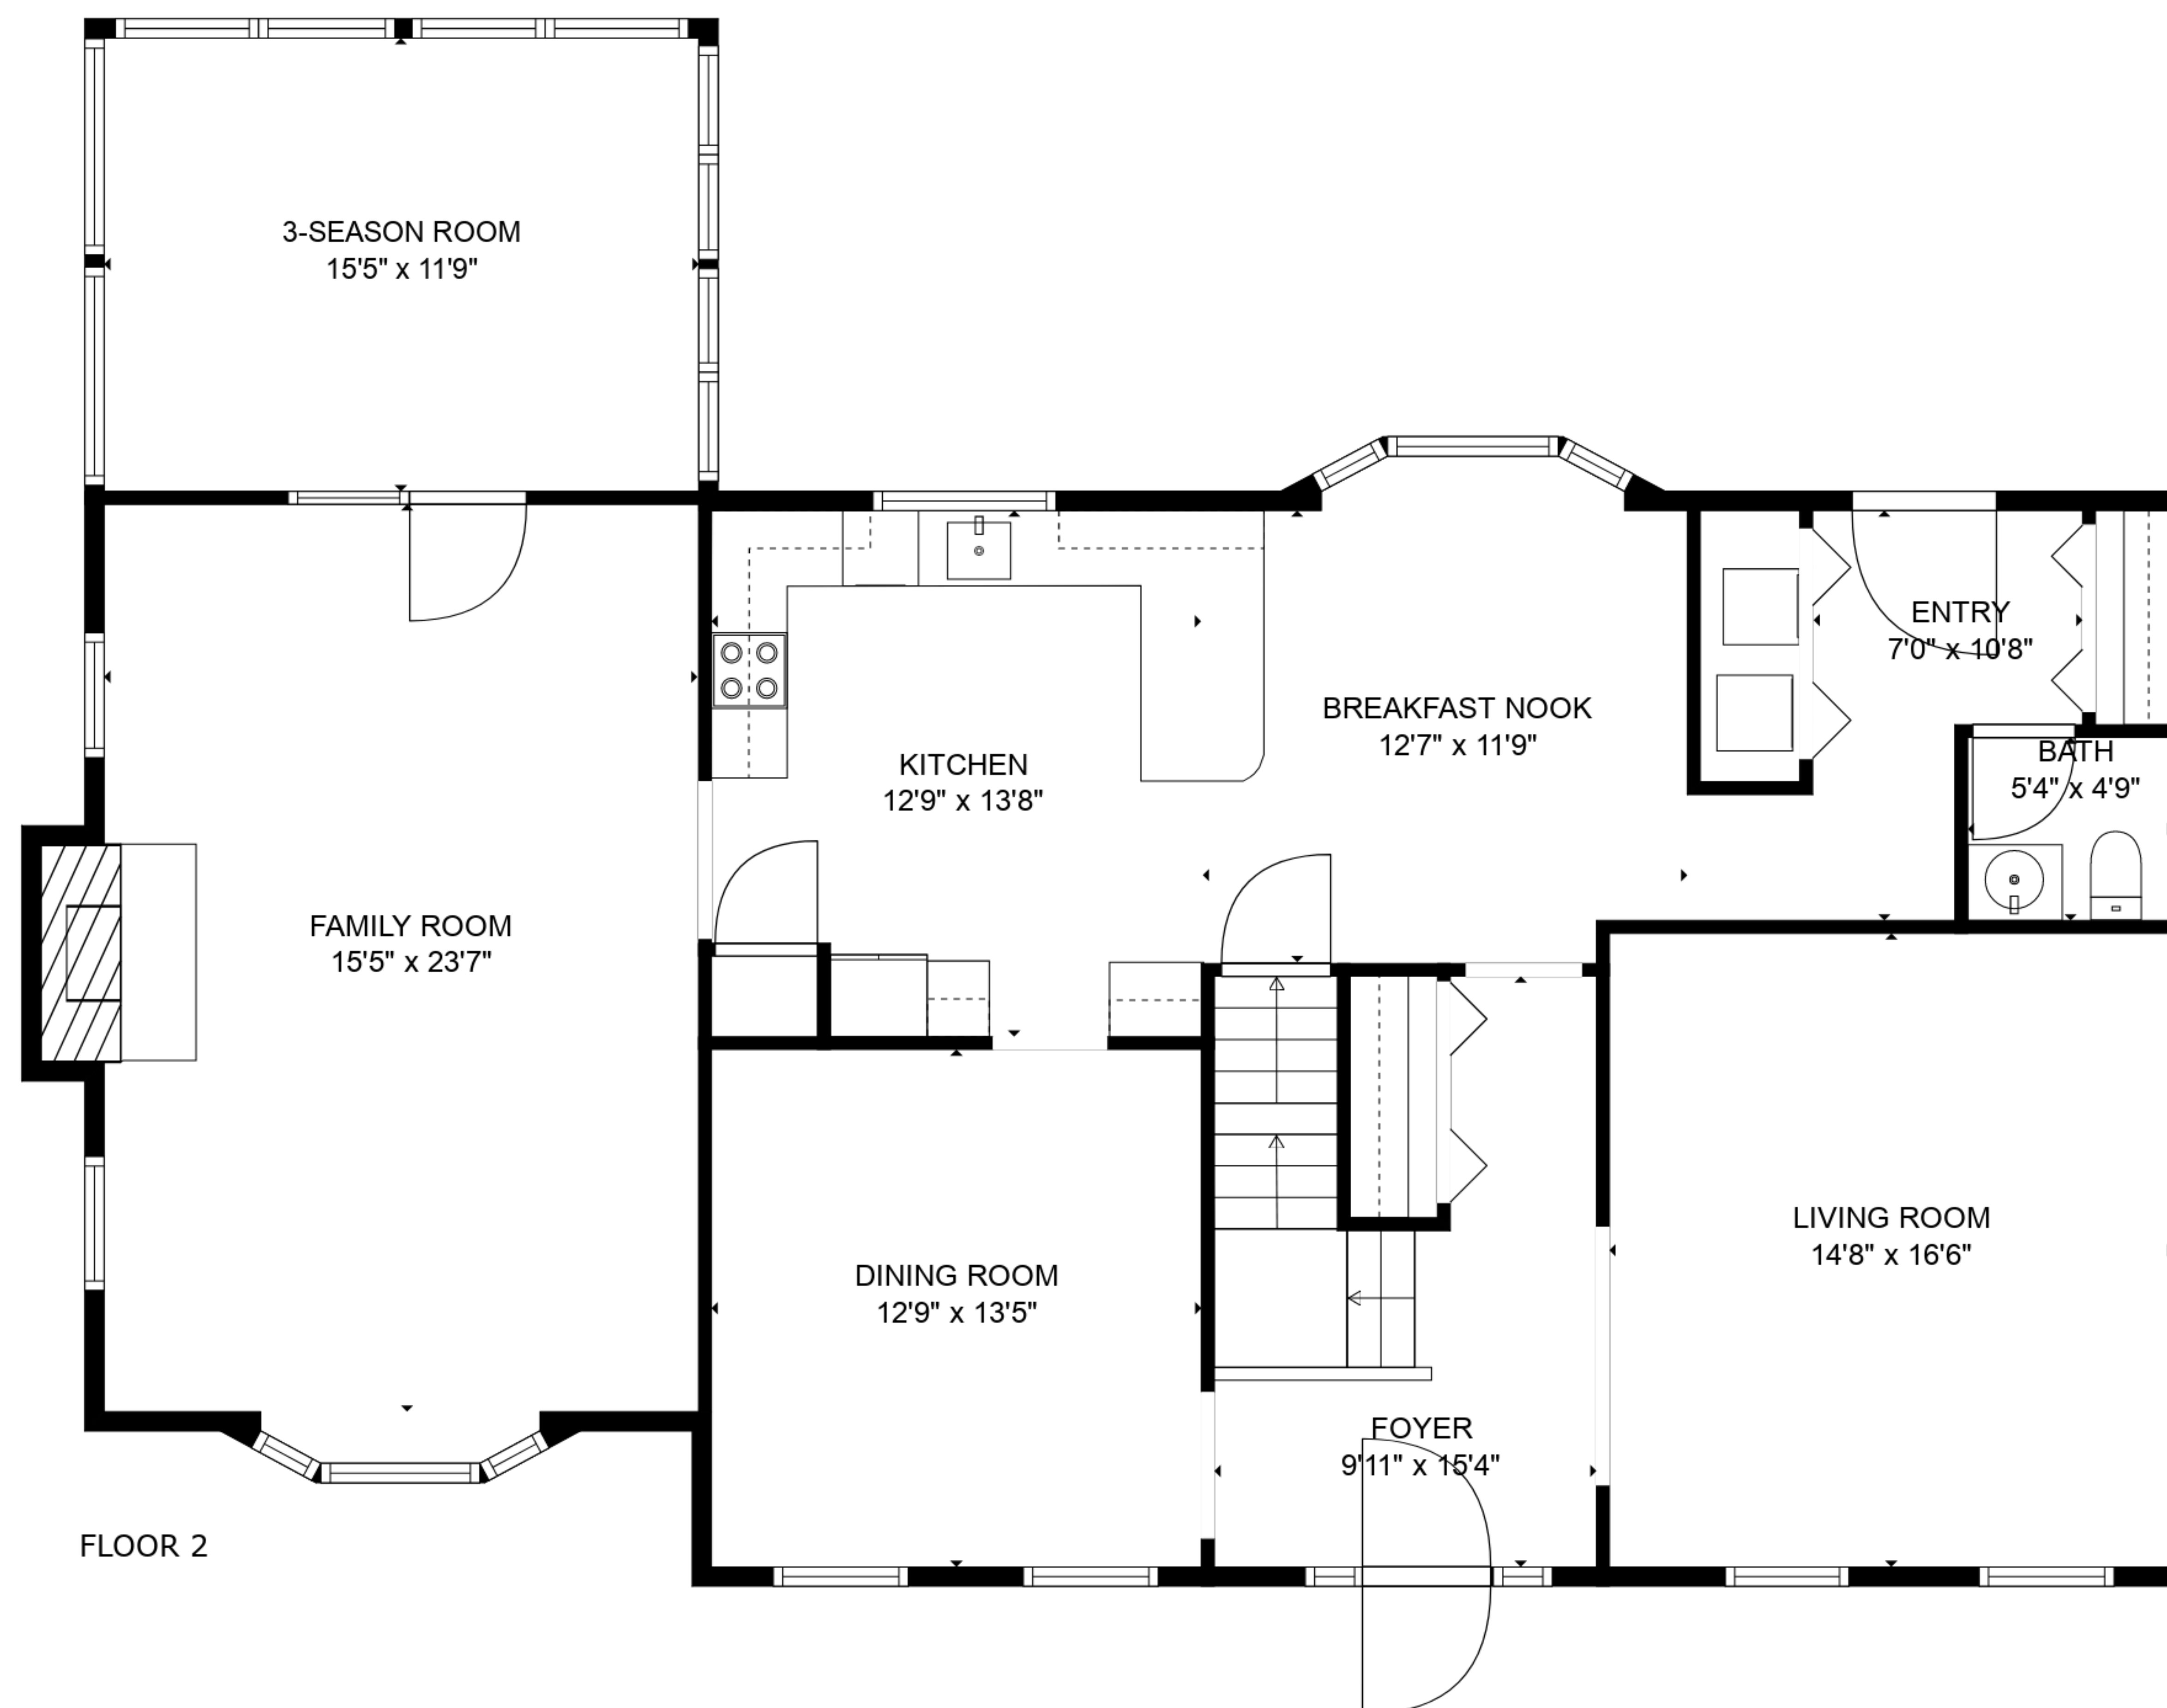 3-SEASON ROOM
15'5" x 11'9"
ENTRY
7'0" x 10'8"
BREAKFAST NOOK
12'7" x 11'9"
KITCHEN
12'9" x 13'8"
BATH
5'4" x 4'9"
FAMILY ROOM
15'5" x 23'7"
LIVING ROOM
14'8" x 16'6"
DINING ROOM
12'9" x 13'5"
FOYER
9'11" x 15'4"
FLOOR 2